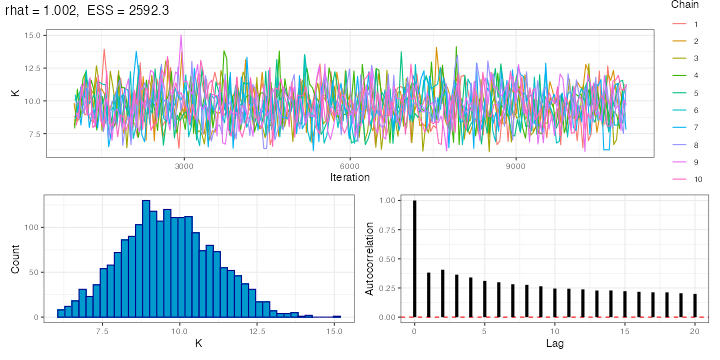 rhat = 1.002,  ESS = 2592.3
Chain
1
2
3
4
5
6
7
8
9
10
K
15.0
12.5
10.0
7.5
3000 6000 9000
Iteration
Count
100
50
0
7.5 10.0 12.5 15.0
K
Autocorrelation
1.00
0.75
0.50
0.25
0.00
0 5 10 15 20
Lag